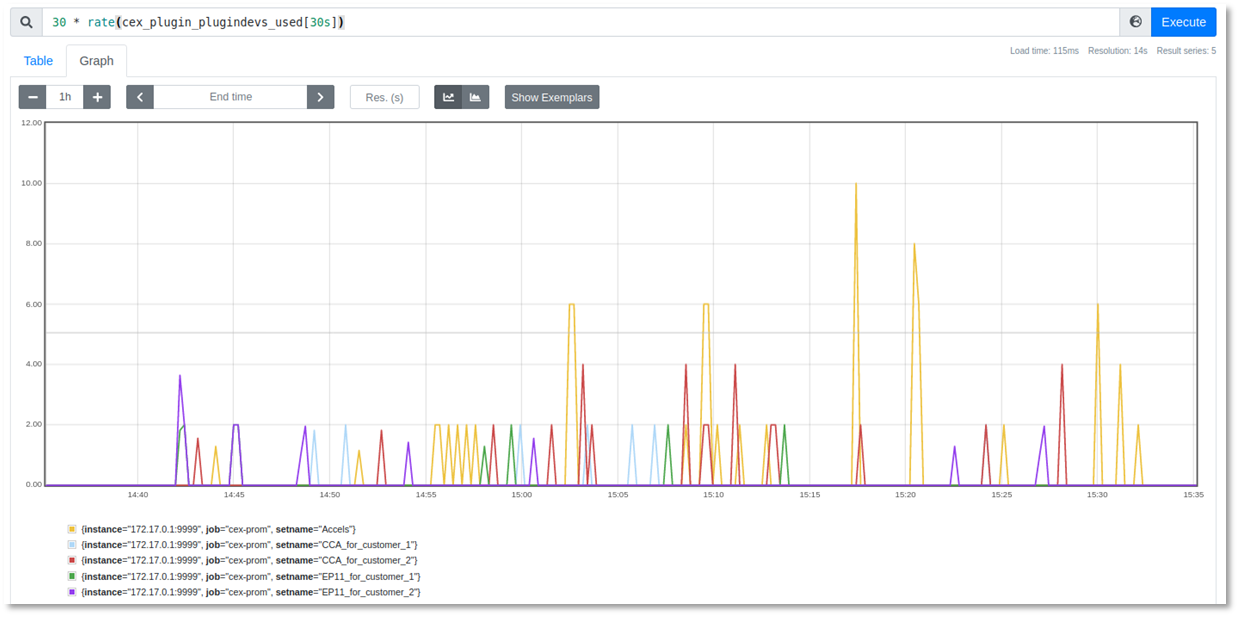 30 * rate(cex_plugin_plugindevs_used[30s])
Execute
Load time: 115ms Resolution: 14s Result series: 5
Table
Graph
− 1h + < End time > Res. (s) Show Exemplars
12.00
10.00
8.00
6.00
4.00
2.00
0.00
14:40 14:45 14:50 14:55 15:00 15:05 15:10 15:15 15:20 15:25 15:30 15:35
{instance="172.17.0.1:9999", job="cex-prom", setname="Accels"}
{instance="172.17.0.1:9999", job="cex-prom", setname="CCA_for_customer_1"}
{instance="172.17.0.1:9999", job="cex-prom", setname="CCA_for_customer_2"}
{instance="172.17.0.1:9999", job="cex-prom", setname="EP11_for_customer_1"}
{instance="172.17.0.1:9999", job="cex-prom", setname="EP11_for_customer_2"}